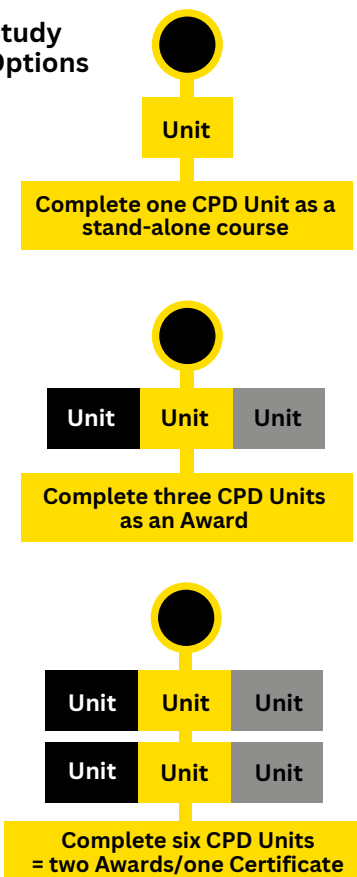 tudy
Options
Unit
Complete one CPD Unit as a
stand-alone course
Unit Unit Unit
Complete three CPD Units
as an Award
Unit Unit Unit
Unit Unit Unit
Complete six CPD Units
= two Awards/one Certificate